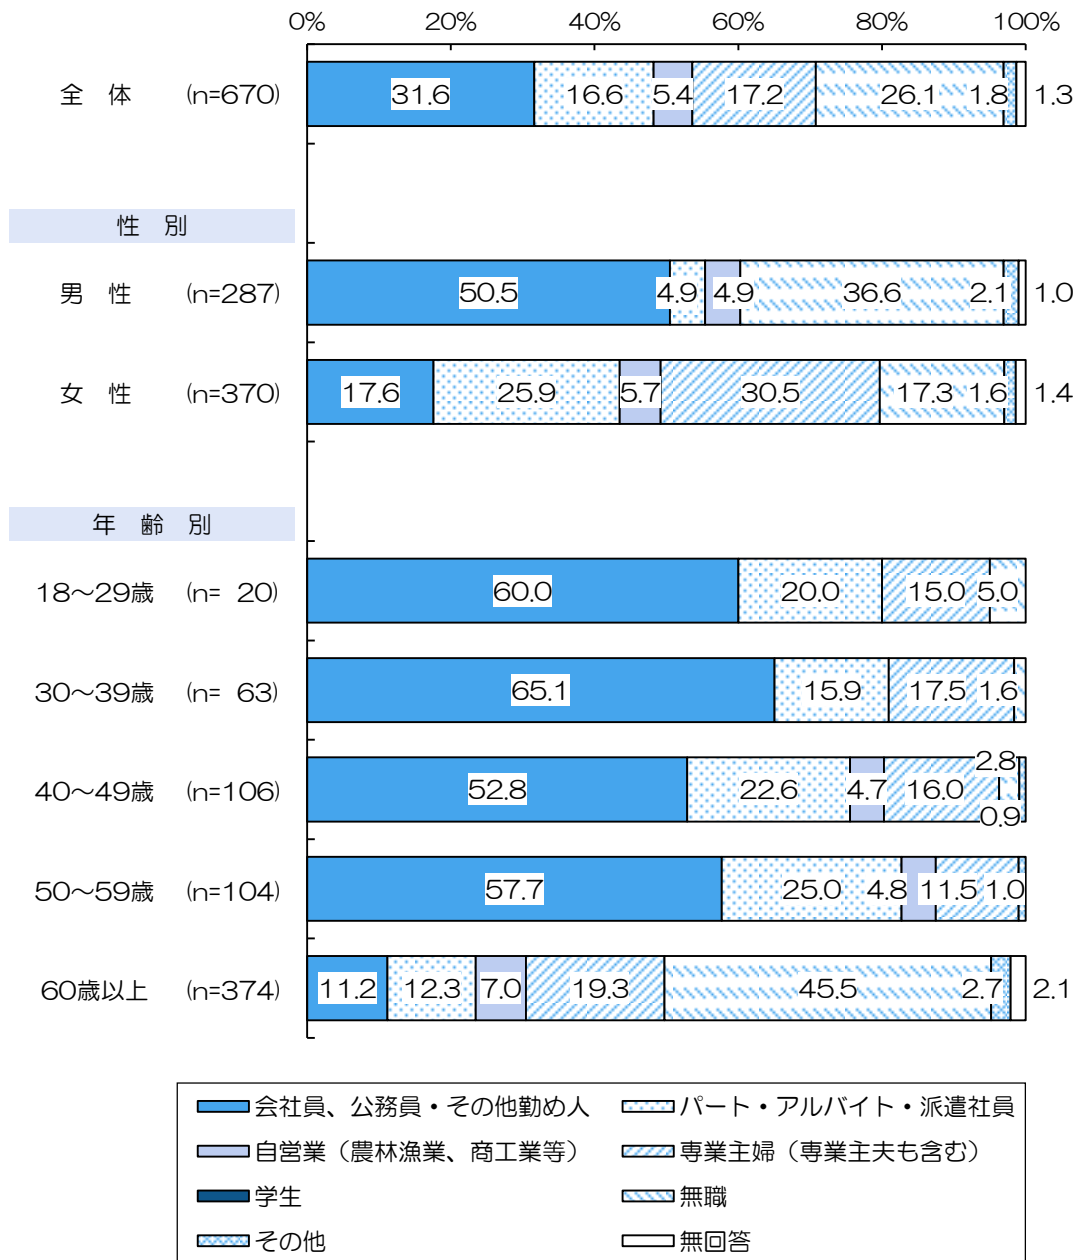 0% 20% 40% 60% 80% 100%
全 体 (n=670) 31.6 16.6 5.4 17.2 26.1 1.8 1.3
性 別
男 性 (n=287) 50.5 4.9 4.9 36.6 2.1 1.0
女 性 (n=370) 17.6 25.9 5.7 30.5 17.3 1.6 1.4
年 齢 別
18～29歳 (n= 20) 60.0 20.0 15.0 5.0
30～39歳 (n= 63) 65.1 15.9 17.5 1.6
40～49歳 (n=106) 52.8 22.6 4.7 16.0 2.8 0.9
50～59歳 (n=104) 57.7 25.0 4.8 11.5 1.0
60歳以上 (n=374) 11.2 12.3 7.0 19.3 45.5 2.7 2.1
会社員、公務員・その他勤め人 パート・アルバイト・派遣社員
自営業（農林漁業、商工業等） 専業主婦（専業主夫も含む）
学生 無職
その他 無回答